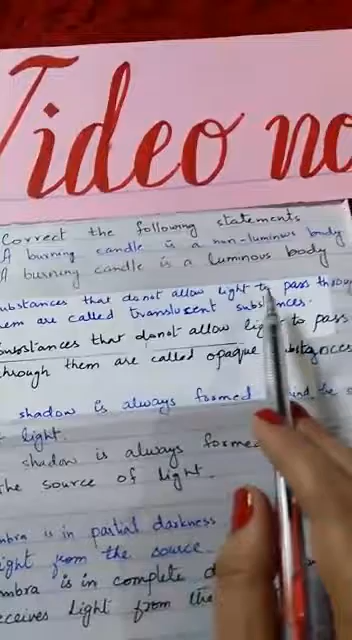 Video no
Correct the following statements
A burning candle is a non-luminous body
A burning candle is a luminous body
substances that do not allow light to pass through
them are called translucent substances.
substances that do not allow light to pass
through them are called opaque substances
shadow is always formed
light.
shadow is always formed
the source of light.
mbra is in partial darkness
light from the source
mbra is in complete
receives light from the